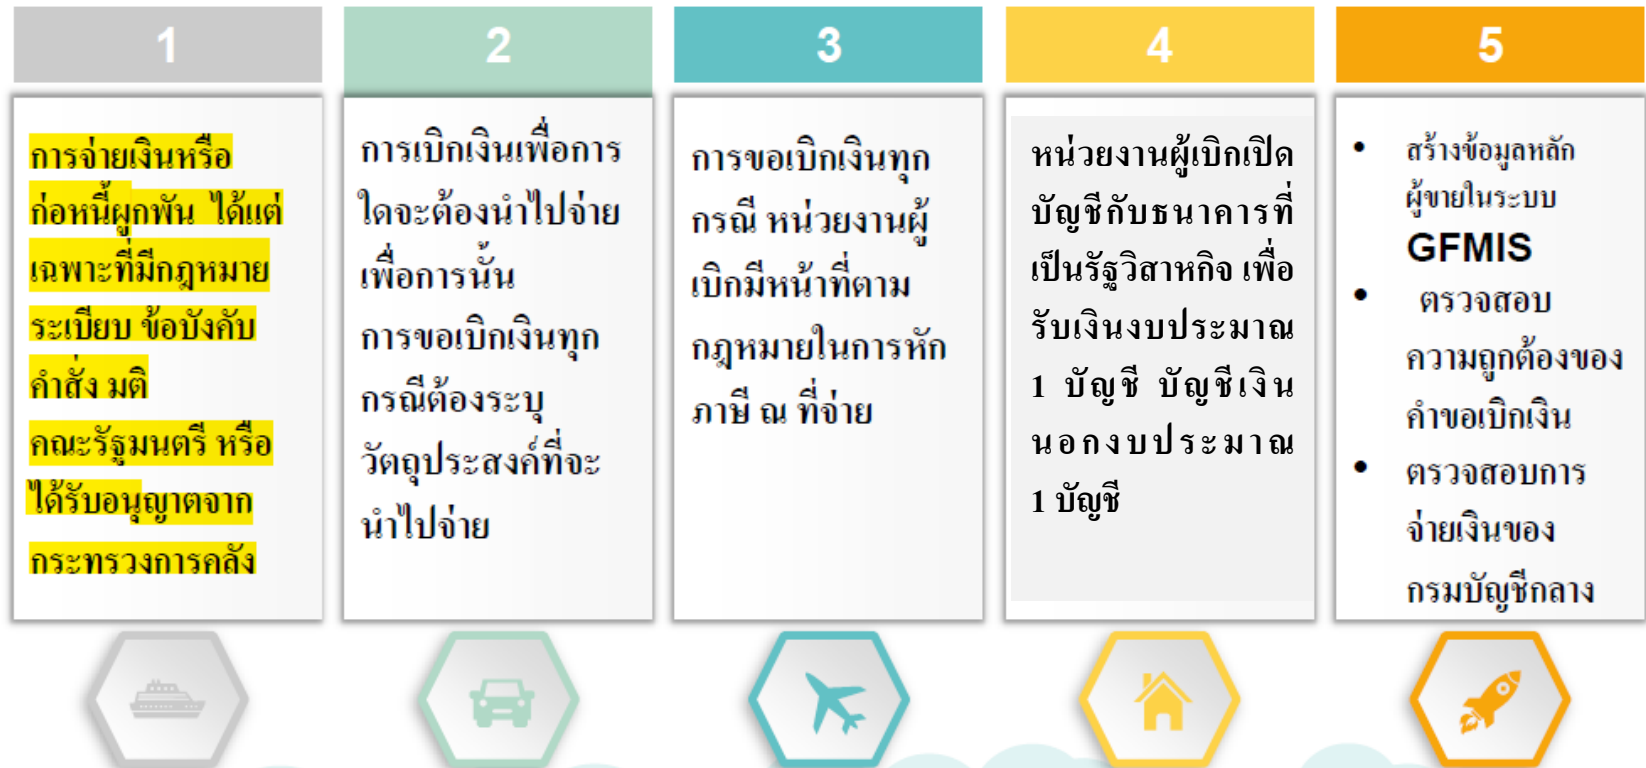 1
การจ่ายเงินหรือ
ก่อหนี้ผูกพัน ได้แต่
เฉพาะที่มีกฎหมาย
ระเบียบ ข้อบังคับ
คำสั่ง มติ
คณะรัฐมนตรี หรือ
ได้รับอนุญาตจาก
กระทรวงการคลัง
2
การเบิกเงินเพื่อการ
ใดจะต้องนำไปจ่าย
เพื่อการนั้น
การขอเบิกเงินทุก
กรณีต้องระบุ
วัตถุประสงค์ที่จะ
นำไปจ่าย
3
การขอเบิกเงินทุก
กรณี หน่วยงานผู้
เบิกมีหน้าที่ตาม
กฎหมายในการหัก
ภาษี ณ ที่จ่าย
4
หน่วยงานผู้เบิกเปิด
บัญชีกับธนาคารที่
เป็นรัฐวิสาหกิจ เพื่อ
รับเงินงบประมาณ
1 บัญชี บัญชีเงิน
นอกงบประมาณ
1 บัญชี
5
• สร้างข้อมูลหลัก
ผู้ขายในระบบ
GFMIS
• ตรวจสอบ
ความถูกต้องของ
คำขอเบิกเงิน
• ตรวจสอบการ
จ่ายเงินของ
กรมบัญชีกลาง